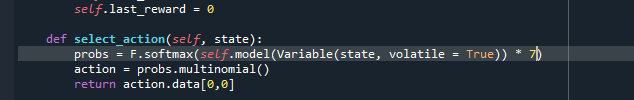 self.last_reward = 0
def select_action(self, state):
probs = F.softmax(self.model(Variable(state, volatile = True)) * 7)
action = probs.multinomial()
return action.data[0,0]